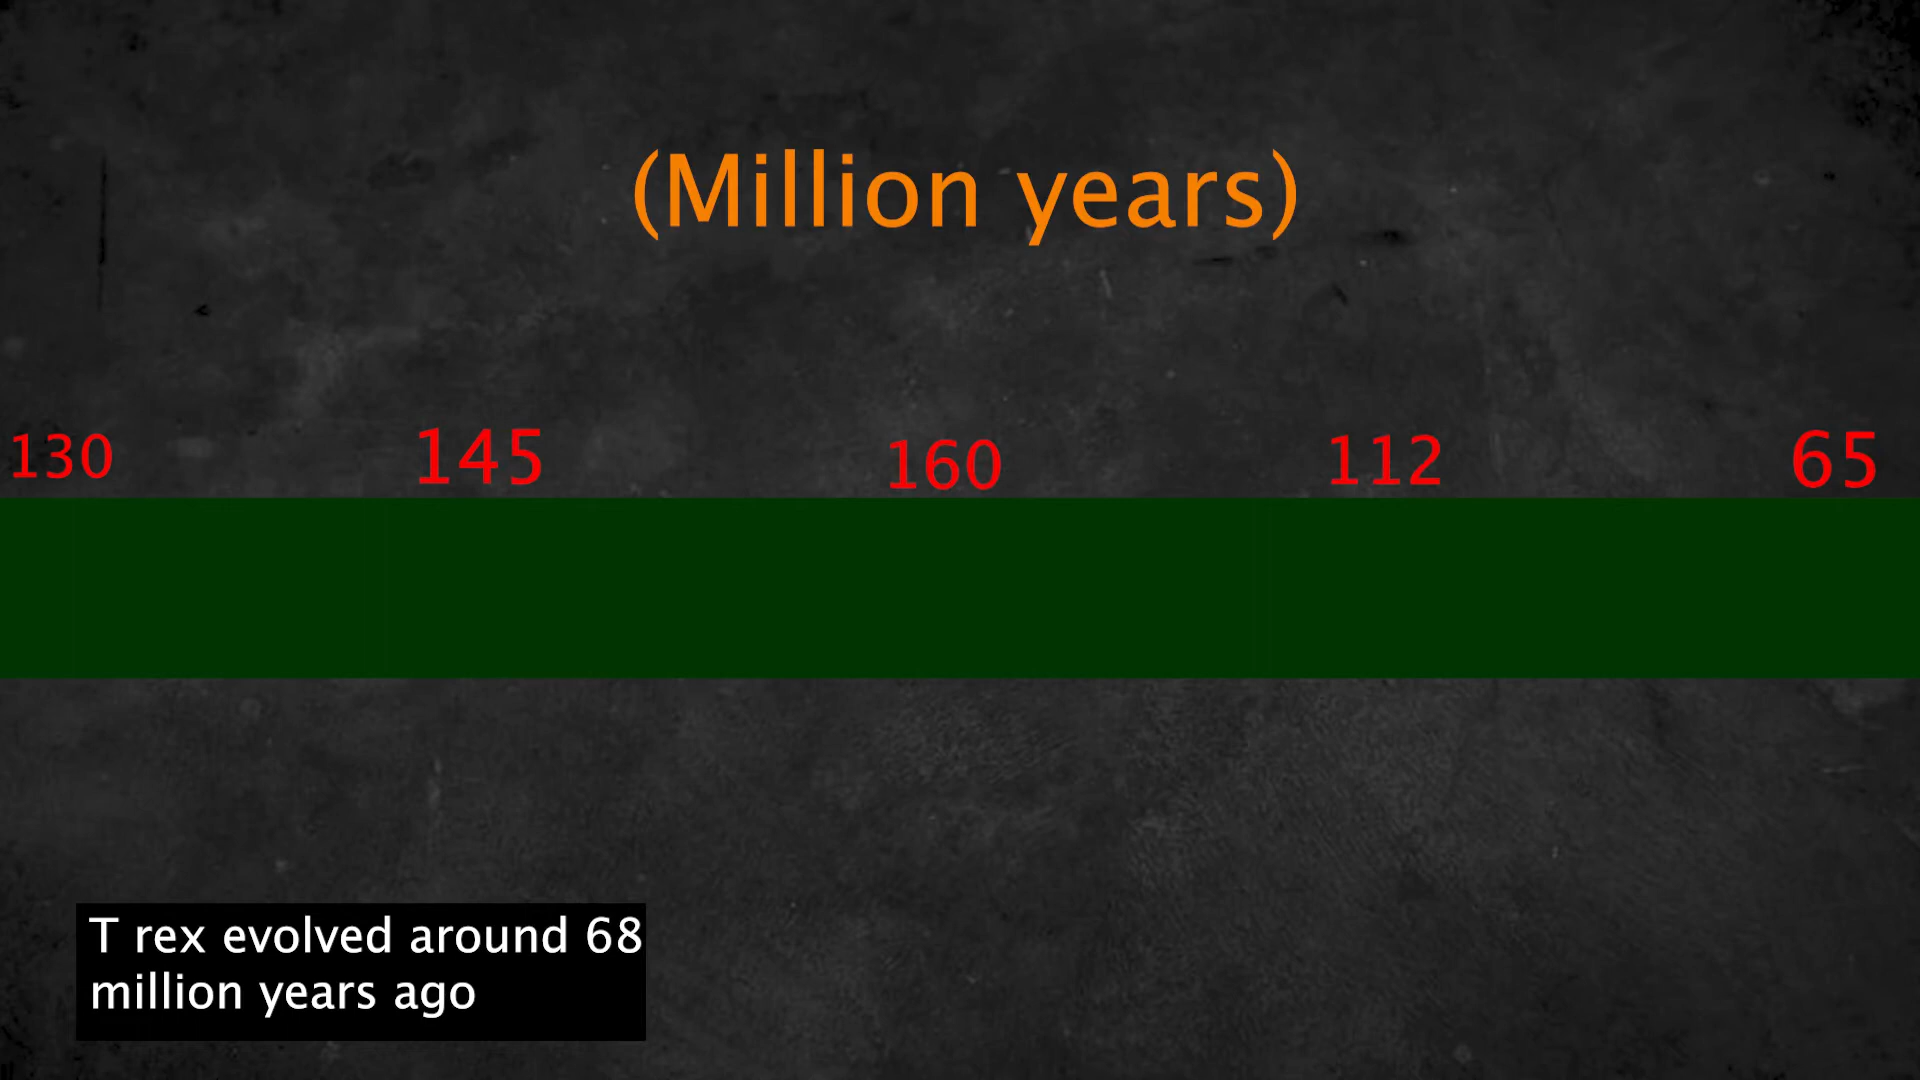 (Million years)
130 145 160 112 65
T rex evolved around 68
million years ago